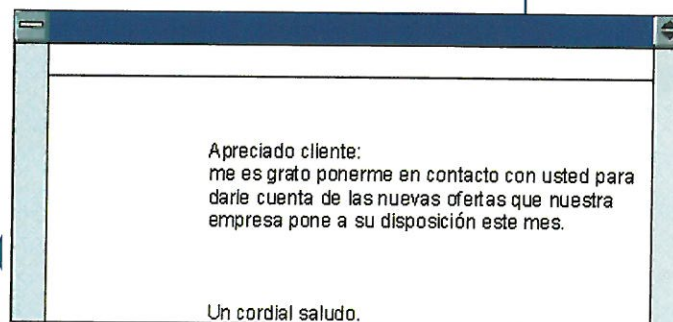 Apreciado cliente:
me es grato ponerme en contacto con usted para
darle cuenta de las nuevas ofertas que nuestra
empresa pone a su disposición este mes.
Un cordial saludo.